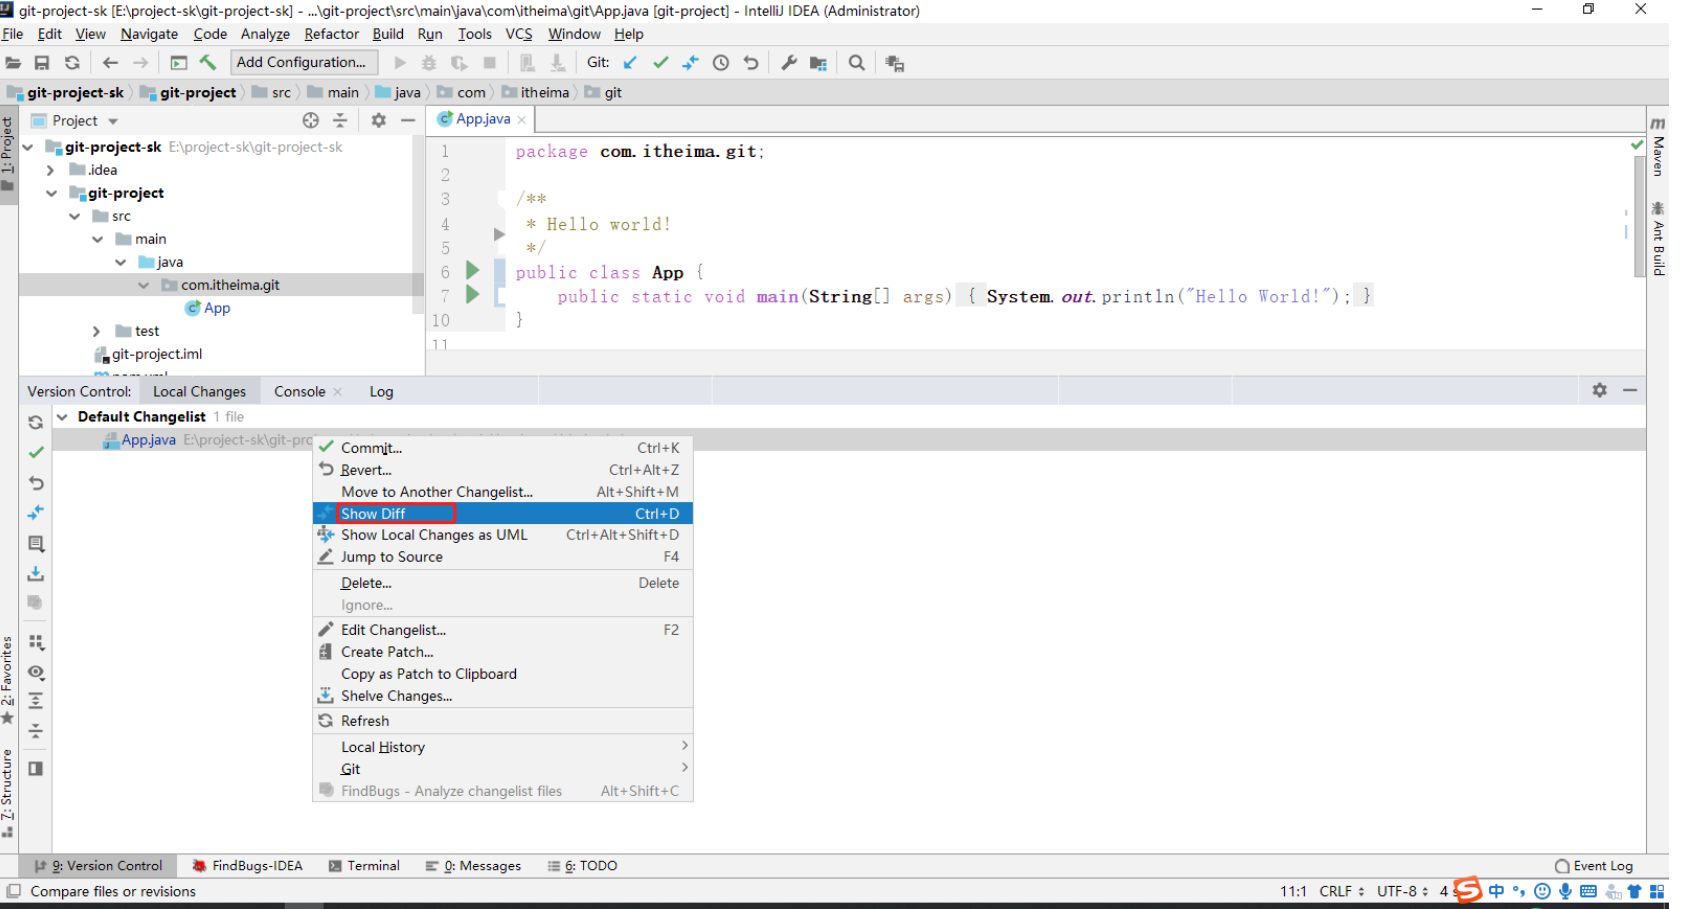 git-project-sk [E:\project-sk\git-project-sk] - ...\git-project\src\main\java\com\itheima\git\App.java [git-project] - IntelliJ IDEA (Administrator)
File Edit View Navigate Code Analyze Refactor Build Run Tools VCS Window Help
Add Configuration... Git:
git-project-sk git-project src main java com itheima git
1: Project
Project
git-project-sk E:\project-sk\git-project-sk
.idea
git-project
src
main
java
com.itheima.git
App
test
git-project.iml
App.java
1 package com.itheima.git;
2
3 /**
4 * Hello world!
5 */
6 public class App {
7 public static void main(String[] args) { System.out.println("Hello World!"); }
10 }
11
Maven
Ant Build
Version Control: Local Changes Console Log
Default Changelist 1 file
App.java E:\project-sk\git-pro
Commit... Ctrl+K
Revert... Ctrl+Alt+Z
Move to Another Changelist... Alt+Shift+M
Show Diff Ctrl+D
Show Local Changes as UML Ctrl+Alt+Shift+D
Jump to Source F4
Delete... Delete
Ignore...
Edit Changelist... F2
Create Patch...
Copy as Patch to Clipboard
Shelve Changes...
Refresh
Local History
Git
FindBugs - Analyze changelist files Alt+Shift+C
2: Favorites
7: Structure
9: Version Control FindBugs-IDEA Terminal 0: Messages 6: TODO Event Log
Compare files or revisions 11:1 CRLF UTF-8 4 中